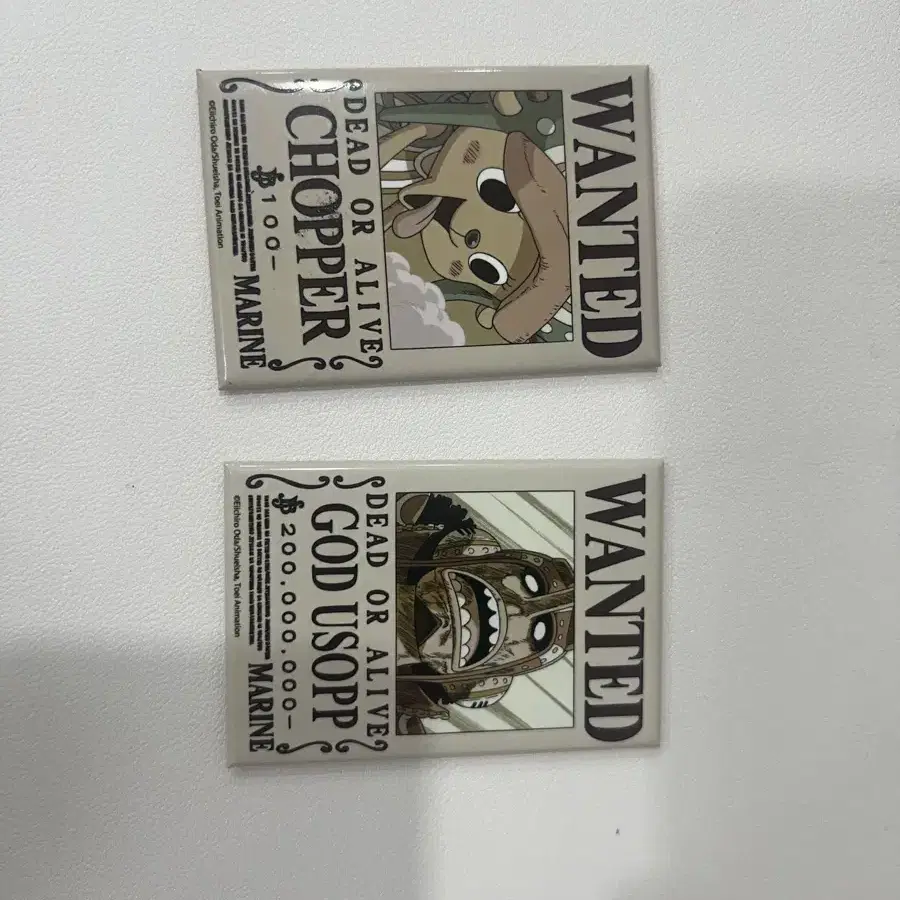 WANTED
DEAD OR ALIVE
CHOPPER
100-
MARINE
©Eiichiro Oda/Shueisha, Toei Animation
WANTED
DEAD OR ALIVE
GOD USOPP
200.000.000-
MARINE
©Eiichiro Oda/Shueisha, Toei Animation